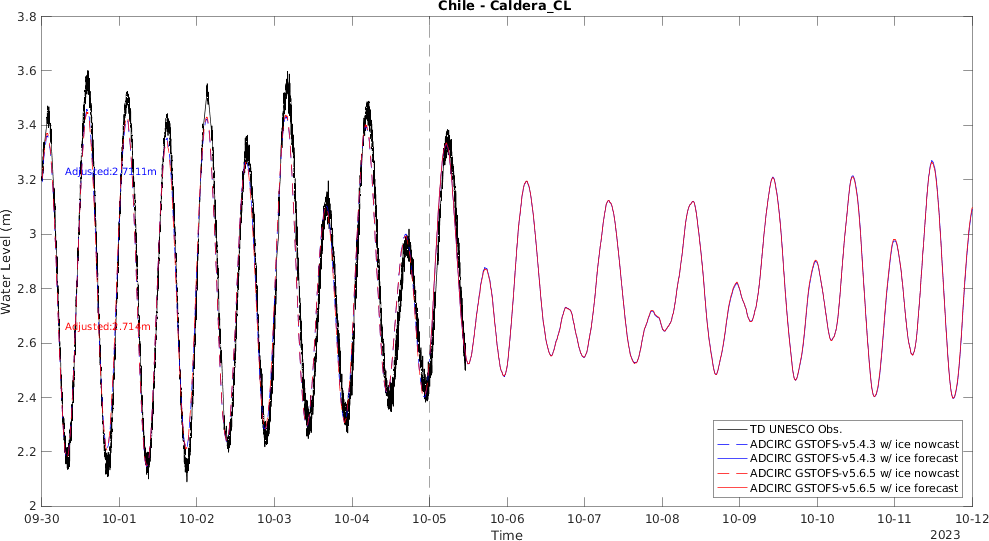 Chile - Caldera_CL
3.8
3.6
3.4
3.2
3
2.8
2.6
2.4
2.2
2
Water Level (m)
Adjusted:2.7111m
Adjusted:2.714m
TD UNESCO Obs.
ADCIRC GSTOFS-v5.4.3 w/ ice nowcast
ADCIRC GSTOFS-v5.4.3 w/ ice forecast
ADCIRC GSTOFS-v5.6.5 w/ ice nowcast
ADCIRC GSTOFS-v5.6.5 w/ ice forecast
09-30 10-01 10-02 10-03 10-04 10-05 10-06 10-07 10-08 10-09 10-10 10-11 10-12
Time
2023